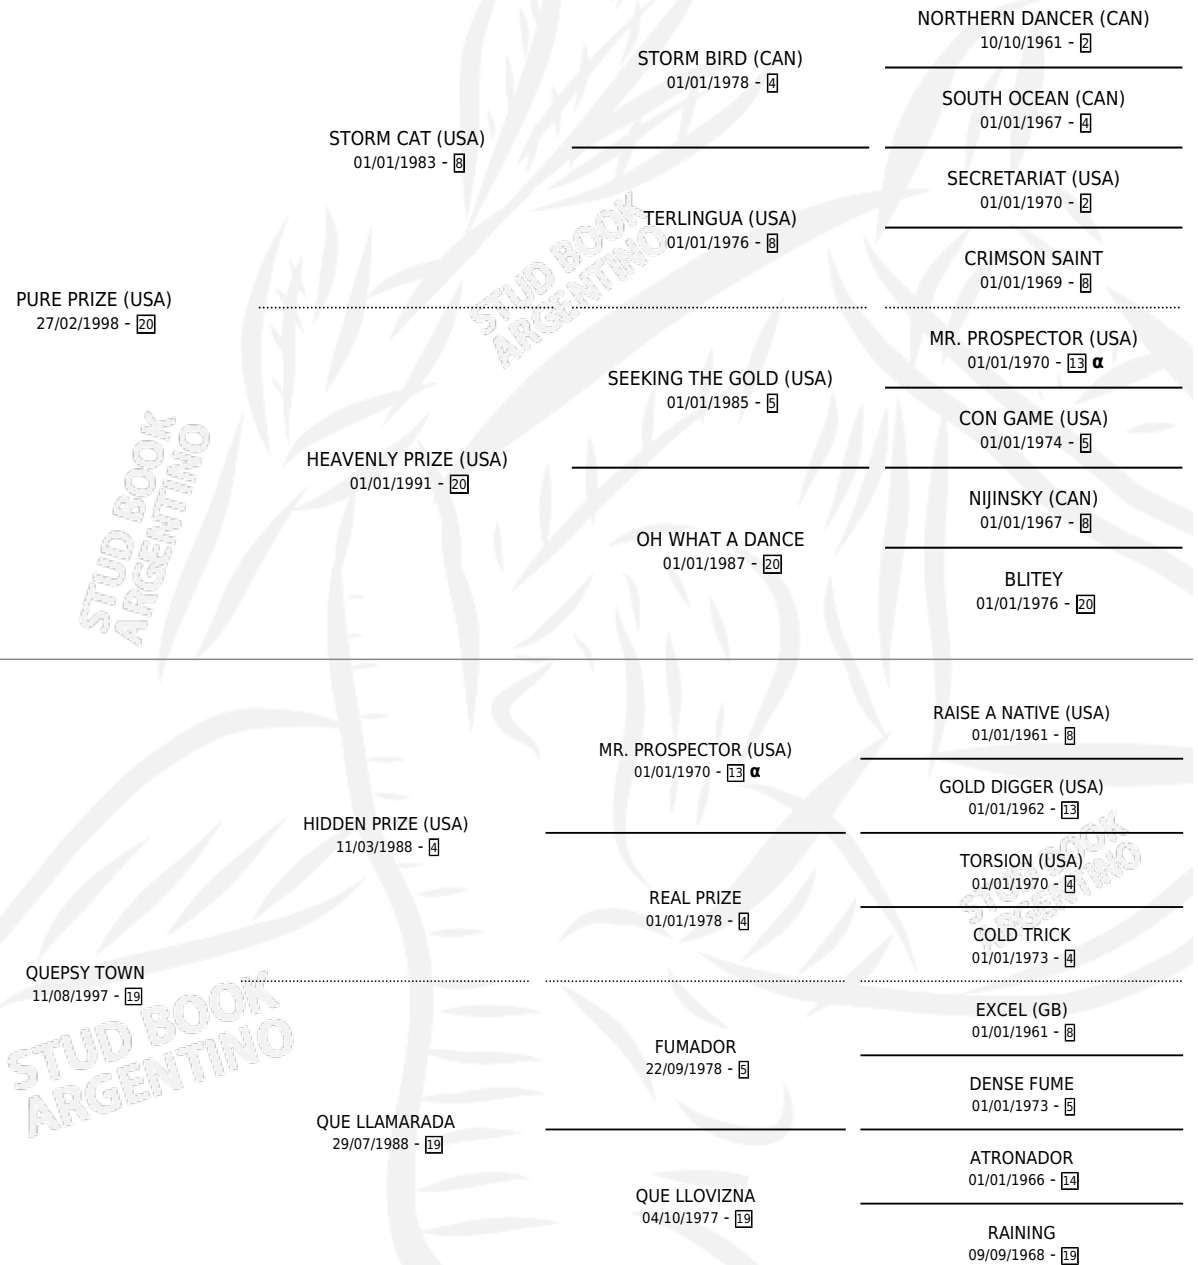 NORTHERN DANCER (CAN)
10/10/1961 - 2
STORM BIRD (CAN)
01/01/1978 - 4
SOUTH OCEAN (CAN)
01/01/1967 - 4
STORM CAT (USA)
01/01/1983 - 8
SECRETARIAT (USA)
01/01/1970 - 2
TERLINGUA (USA)
01/01/1976 - 8
CRIMSON SAINT
01/01/1969 - 8
PURE PRIZE (USA)
27/02/1998 - 20
STUD BOOK
ARGENTINO
MR. PROSPECTOR (USA)
01/01/1970 - 13 α
SEEKING THE GOLD (USA)
01/01/1985 - 5
CON GAME (USA)
01/01/1974 - 5
HEAVENLY PRIZE (USA)
01/01/1991 - 20
NIJINSKY (CAN)
01/01/1967 - 8
OH WHAT A DANCE
01/01/1987 - 20
BLITEY
01/01/1976 - 20
STUD BOOK
ARGENTINO
RAISE A NATIVE (USA)
01/01/1961 - 8
MR. PROSPECTOR (USA)
01/01/1970 - 13 α
GOLD DIGGER (USA)
01/01/1962 - 13
HIDDEN PRIZE (USA)
11/03/1988 - 4
TORSION (USA)
01/01/1970 - 4
REAL PRIZE
01/01/1978 - 4
COLD TRICK
01/01/1973 - 4
STUD BOOK
ARGENTINO
QUEPSY TOWN
11/08/1997 - 19
EXCEL (GB)
01/01/1961 - 8
FUMADOR
22/09/1978 - 5
DENSE FUME
01/01/1973 - 5
QUE LLAMARADA
29/07/1988 - 19
ATRONADOR
01/01/1966 - 14
QUE LLOVIZNA
04/10/1977 - 19
RAINING
09/09/1968 - 19
STUD BOOK
ARGENTINO